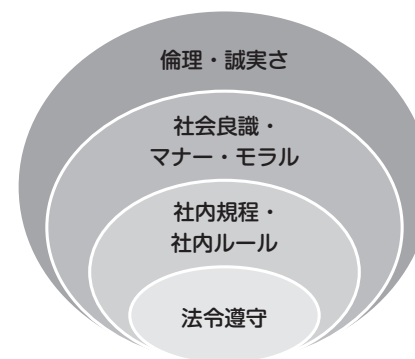 倫理・誠実さ
社会良識・
マナー・モラル
社内規程・
社内ルール
法令遵守